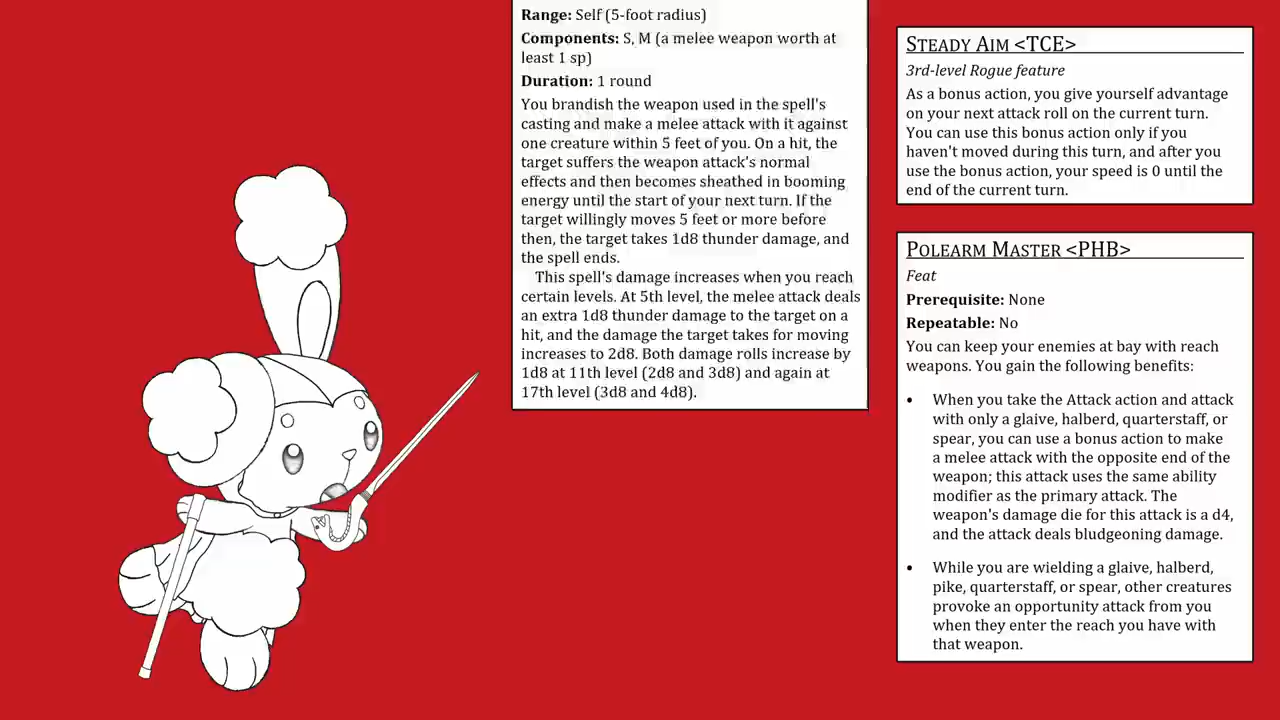 Range: Self (5-foot radius)
Components: S, M (a melee weapon worth at
least 1 sp)
Duration: 1 round
You brandish the weapon used in the spell's
casting and make a melee attack with it against
one creature within 5 feet of you. On a hit, the
target suffers the weapon attack's normal
effects and then becomes sheathed in booming
energy until the start of your next turn. If the
target willingly moves 5 feet or more before
then, the target takes 1d8 thunder damage, and
the spell ends.
This spell's damage increases when you reach
certain levels. At 5th level, the melee attack deals
an extra 1d8 thunder damage to the target on a
hit, and the damage the target takes for moving
increases to 2d8. Both damage rolls increase by
1d8 at 11th level (2d8 and 3d8) and again at
17th level (3d8 and 4d8).
STEADY AIM <TCE>
3rd-level Rogue feature
As a bonus action, you give yourself advantage
on your next attack roll on the current turn.
You can use this bonus action only if you
haven't moved during this turn, and after you
use the bonus action, your speed is 0 until the
end of the current turn.
POLEARM MASTER <PHB>
Feat
Prerequisite: None
Repeatable: No
You can keep your enemies at bay with reach
weapons. You gain the following benefits:
• When you take the Attack action and attack
with only a glaive, halberd, quarterstaff, or
spear, you can use a bonus action to make
a melee attack with the opposite end of the
weapon; this attack uses the same ability
modifier as the primary attack. The
weapon's damage die for this attack is a d4,
and the attack deals bludgeoning damage.
• While you are wielding a glaive, halberd,
pike, quarterstaff, or spear, other creatures
provoke an opportunity attack from you
when they enter the reach you have with
that weapon.